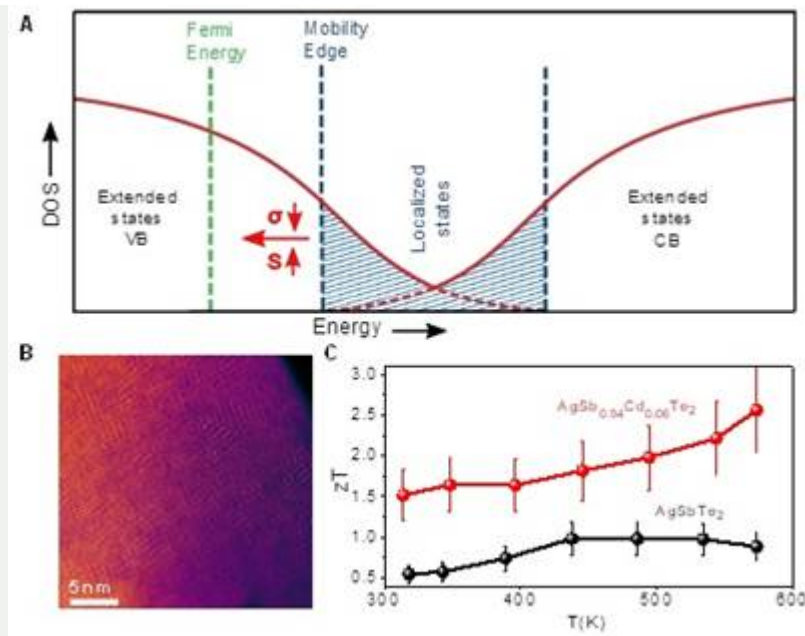 A
Fermi
Energy
Mobility
Edge
DOS
Extended
states
VB
σ
S
Localized
states
Extended
states
CB
Energy
B
5nm
C
3.0
2.5
2.0
1.5
1.0
0.5
zT
AgSb0.94Cd0.06Te2
AgSbTe2
300
400
500
600
T(K)